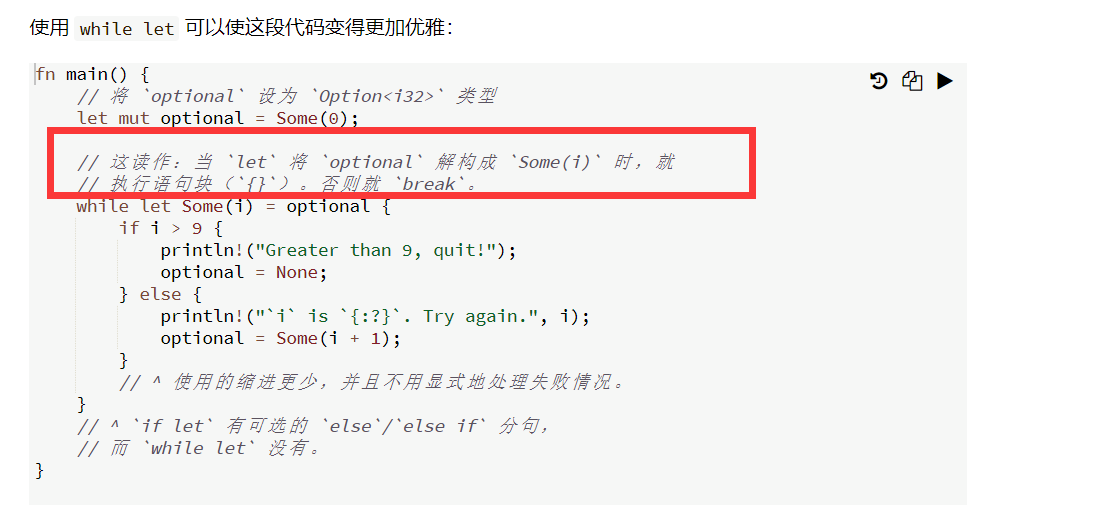 使用 while let 可以使这段代码变得更加优雅：
fn main() {
    // 将 `optional` 设为 `Option<i32>` 类型
    let mut optional = Some(0);
    // 这读作：当 `let` 将 `optional` 解构成 `Some(i)` 时，就
    // 执行语句块（`{}`）。否则就 `break`。
    while let Some(i) = optional {
        if i > 9 {
            println!("Greater than 9, quit!");
            optional = None;
        } else {
            println!("`i` is `{:?}`. Try again.", i);
            optional = Some(i + 1);
        }
        // ^ 使用的缩进更少，并且不用显式地处理失败情况。
    }
    // ^ `if let` 有可选的 `else`/`else if` 分句，
    // 而 `while let` 没有。
}